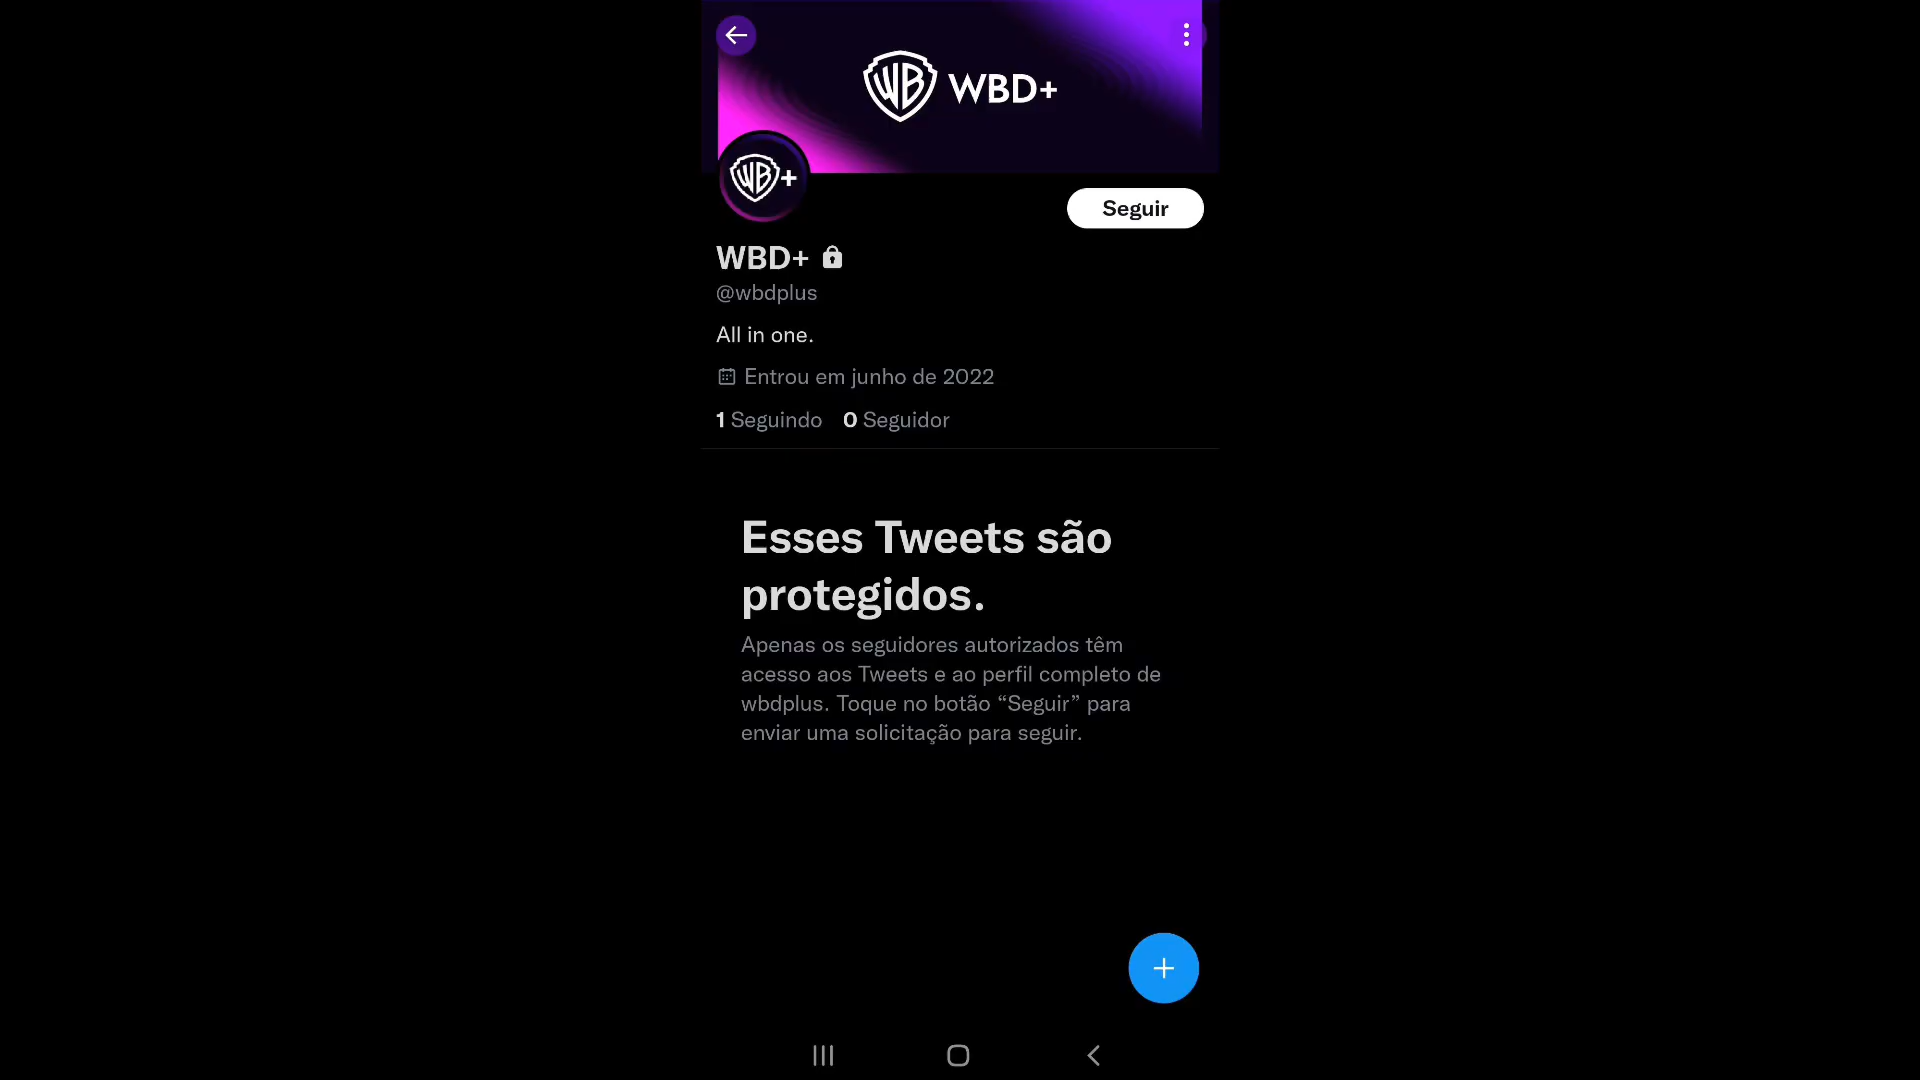 WB WBD+
WB+
Seguir
WBD+
@wbdplus
All in one.
Entrou em junho de 2022
1 Seguindo 0 Seguidor
Esses Tweets são
protegidos.
Apenas os seguidores autorizados têm
acesso aos Tweets e ao perfil completo de
wbdplus. Toque no botão “Seguir” para
enviar uma solicitação para seguir.